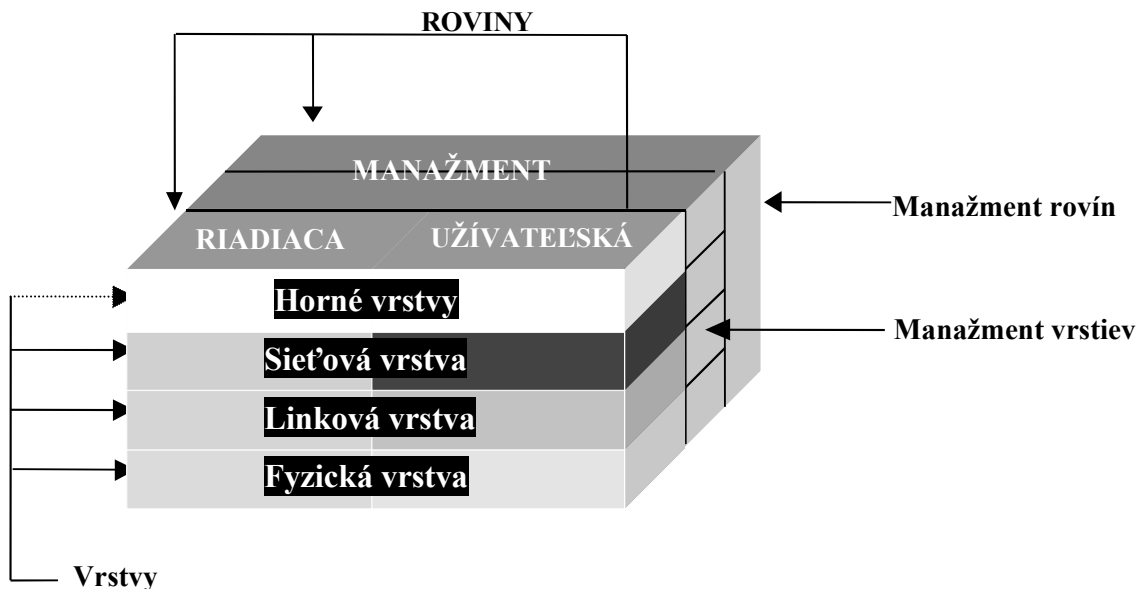 ROVINY
MANAŽMENT
Manažment rovín
RIADIACA
UŽÍVATEĽSKÁ
Horné vrstvy
Manažment vrstiev
Sieťová vrstva
Linková vrstva
Fyzická vrstva
Vrstvy